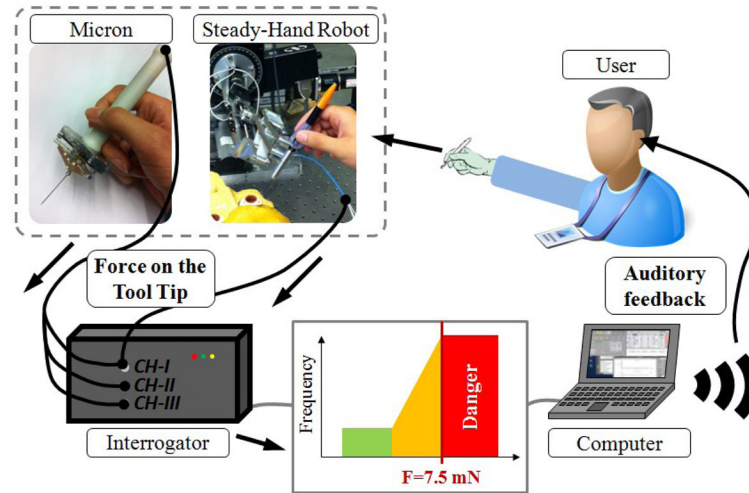 Micron
Steady-Hand Robot
User
Force on the
Tool Tip
Auditory
feedback
CH-I
CH-II
CH-III
Interrogator
Frequency
Danger
F=7.5 mN
Computer